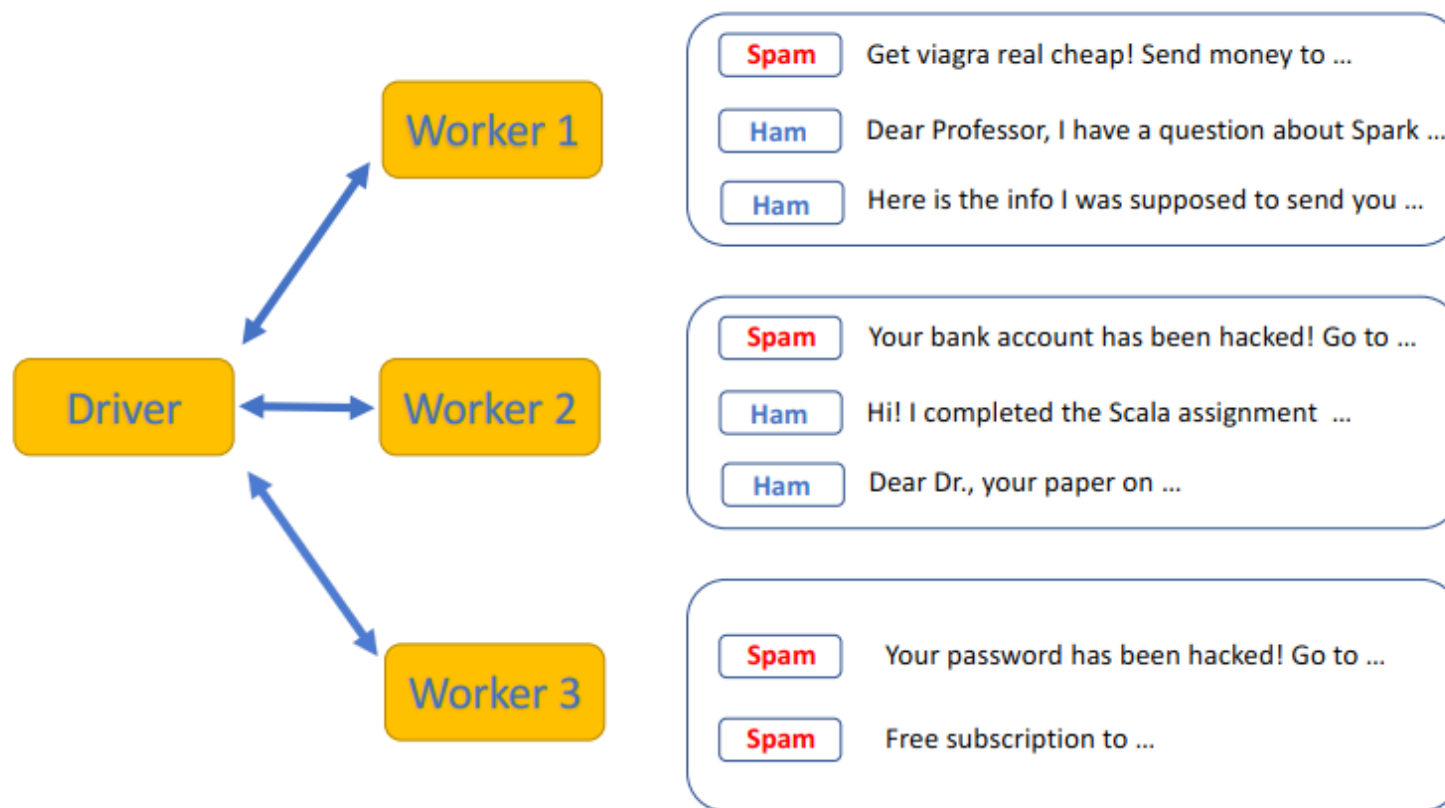 Spam Get viagra real cheap! Send money to ...
Worker 1
Ham Dear Professor, I have a question about Spark ...
Ham Here is the info I was supposed to send you ...
Spam Your bank account has been hacked! Go to ...
Driver
Worker 2
Ham Hi! I completed the Scala assignment ...
Ham Dear Dr., your paper on ...
Spam Your password has been hacked! Go to ...
Worker 3
Spam Free subscription to ...